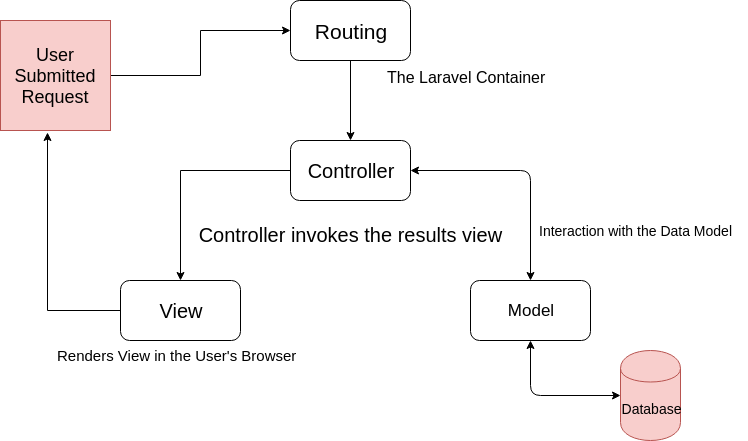 Routing
User
Submitted
Request
The Laravel Container
Controller
Controller invokes the results view
Interaction with the Data Model
View
Model
Renders View in the User's Browser
Database